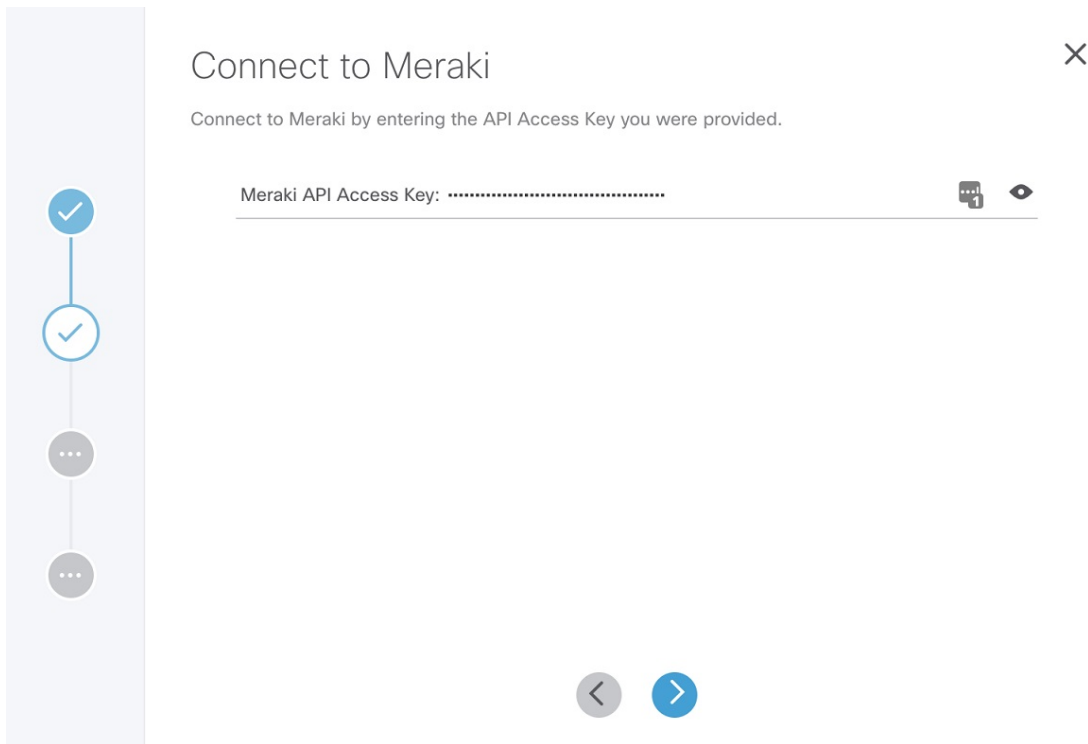 Connect to Meraki
Connect to Meraki by entering the API Access Key you were provided.
Meraki API Access Key: ••••••••••••••••••••••••••••••••••••••••
1